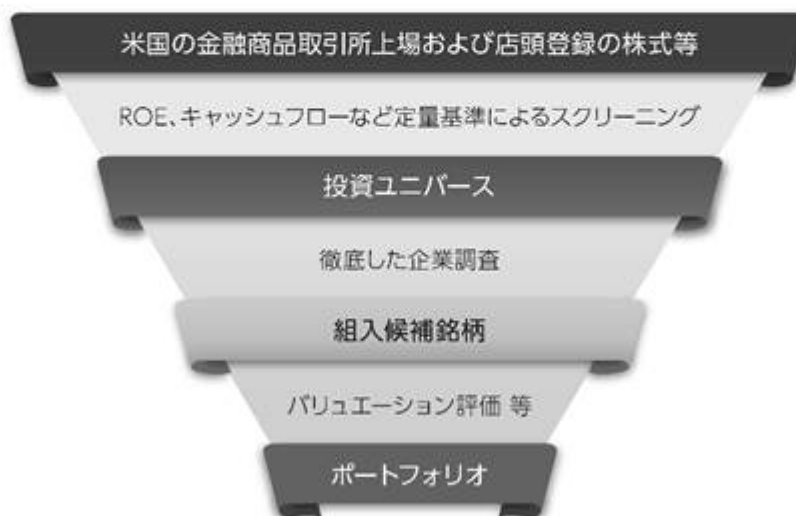 米国の金融商品取引所上場および店頭登録の株式等
ROE、キャッシュフローなど定量基準によるスクリーニング
投資ユニバース
徹底した企業調査
組入候補銘柄
バリュエーション評価 等
ポートフォリオ